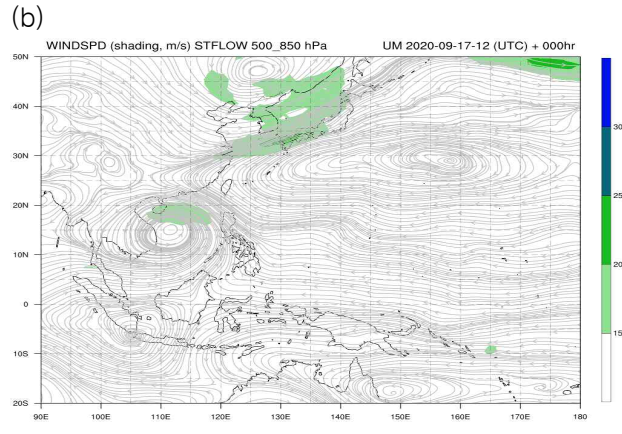 (b)
WINDSPD (shading, m/s) STFLOW 500_850 hPa UM 2020-09-17-12 (UTC) + 000hr
50N
40N
30N
20N
10N
0
10S
20S
90E 100E 110E 120E 130E 140E 150E 160E 170E 180
30
25
20
15